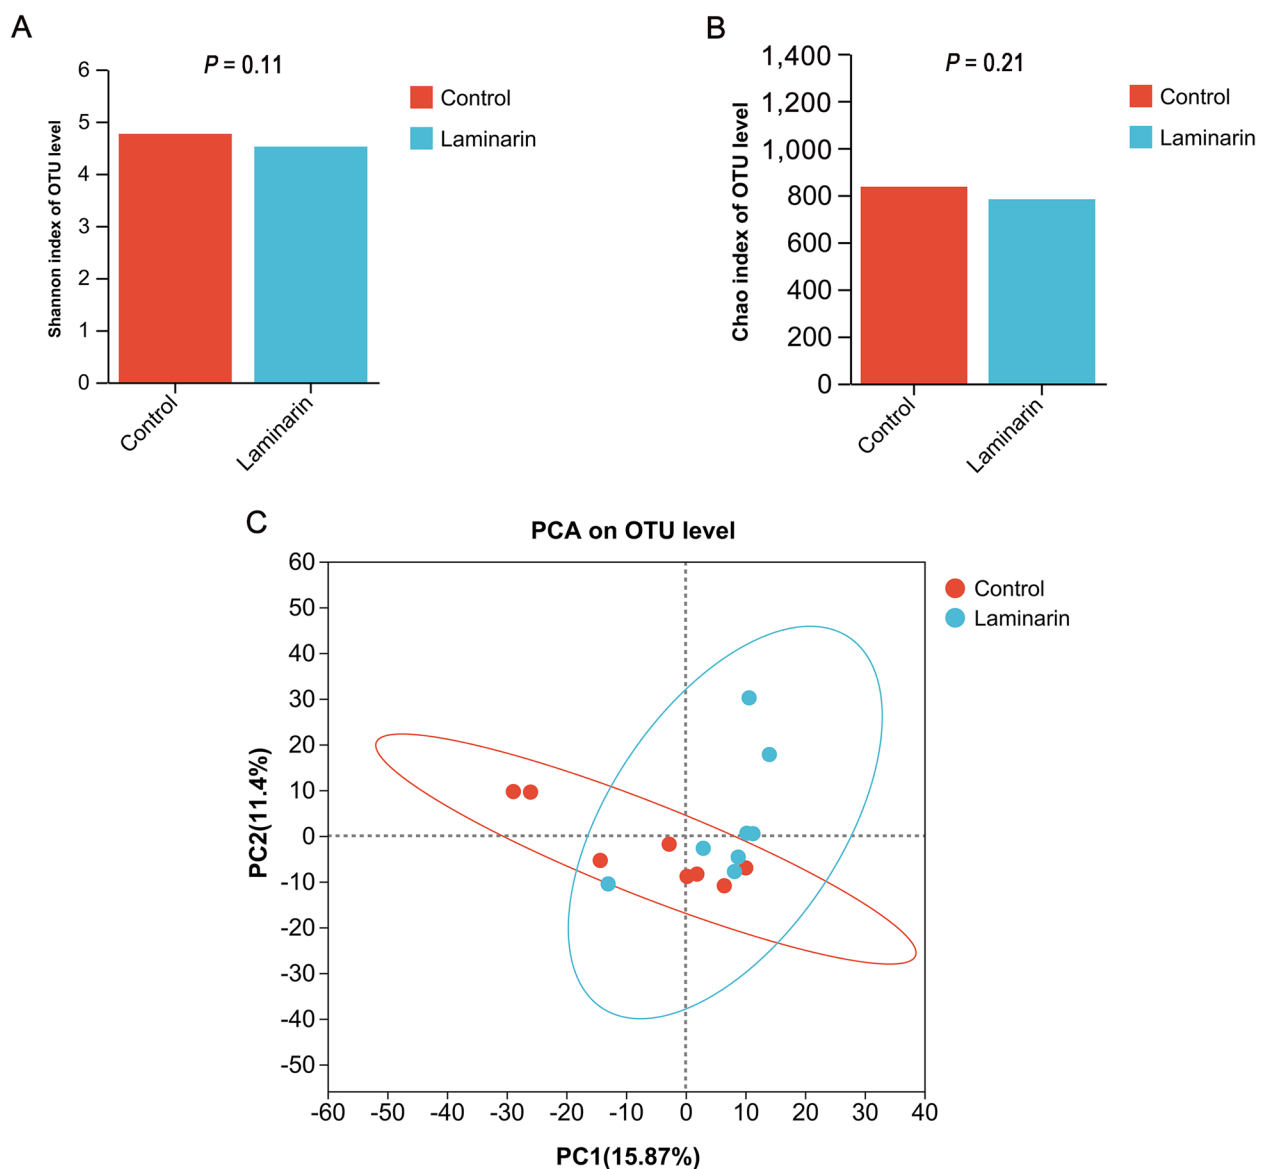 A
P = 0.11
6
5
4
3
2
1
0
Shannon index of OTU level
Control
Laminarin
Control
Laminarin
B
P = 0.21
1,400
1,200
1,000
800
600
400
200
0
Chao index of OTU level
Control
Laminarin
Control
Laminarin
C
PCA on OTU level
60
50
40
30
20
10
0
-10
-20
-30
-40
-50
PC2(11.4%)
-60 -50 -40 -30 -20 -10 0 10 20 30 40
PC1(15.87%)
Control
Laminarin